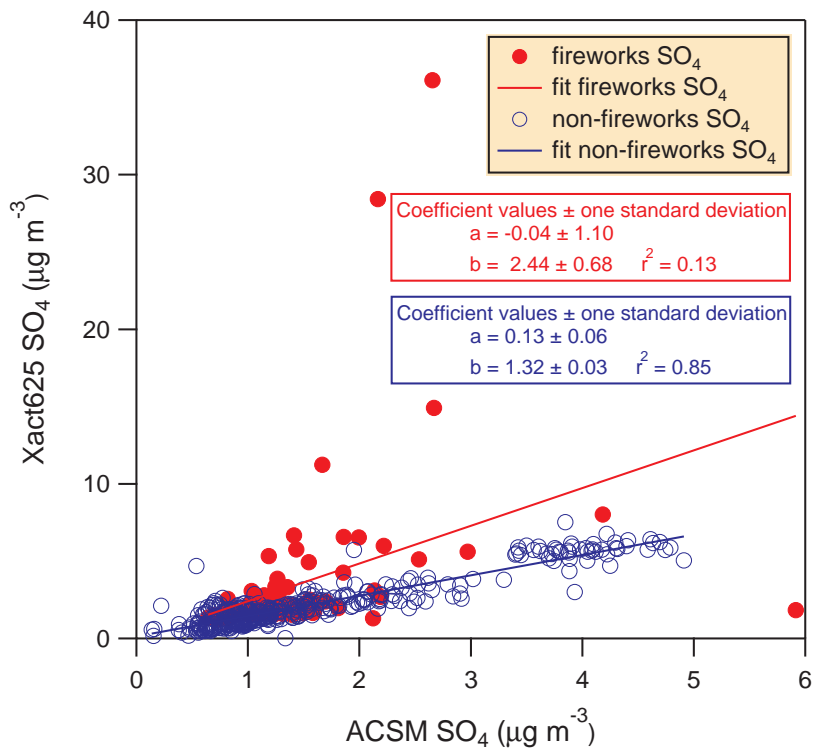 40
30
20
10
0
Xact625 SO₄ (μg m⁻³)
fireworks SO₄
fit fireworks SO₄
non-fireworks SO₄
fit non-fireworks SO₄
Coefficient values ± one standard deviation
a = -0.04 ± 1.10
b = 2.44 ± 0.68 r² = 0.13
Coefficient values ± one standard deviation
a = 0.13 ± 0.06
b = 1.32 ± 0.03 r² = 0.85
0 1 2 3 4 5 6
ACSM SO₄ (μg m⁻³)